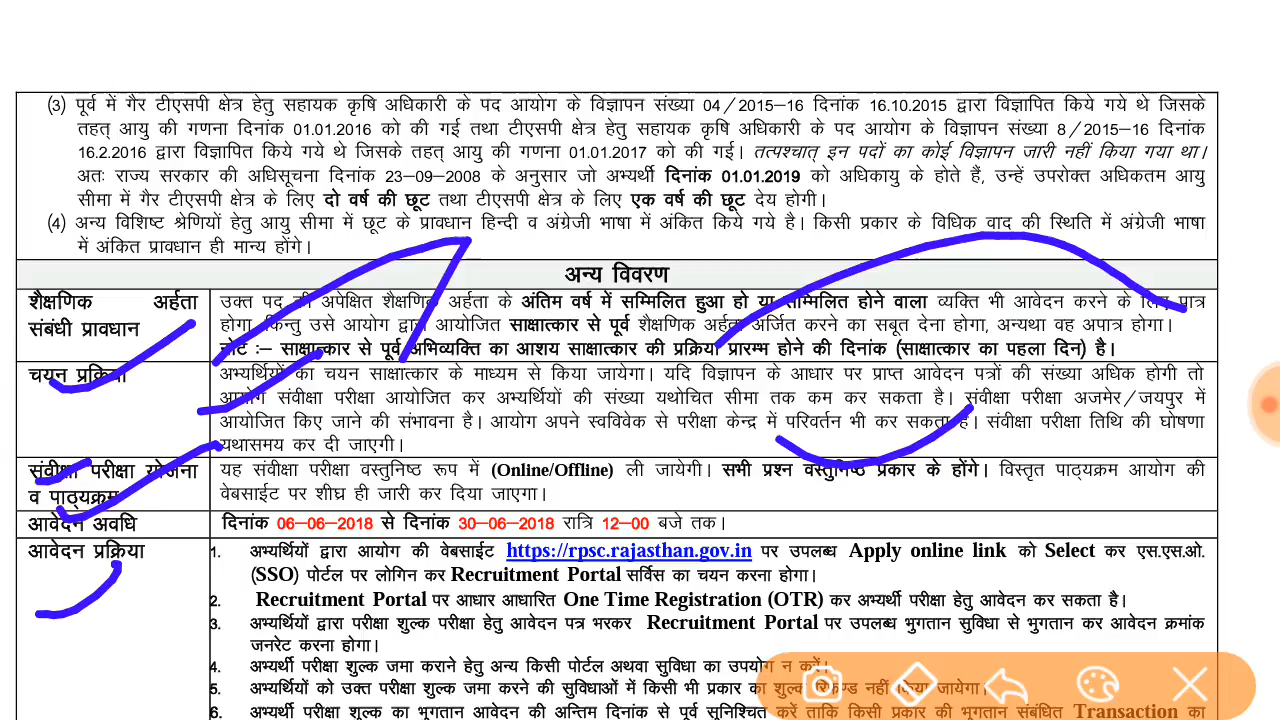 (3) पूर्व में गैर टीएसपी क्षेत्र हेतु सहायक कृषि अधिकारी के पद आयोग के विज्ञापन संख्या 04/2015–16 दिनांक 16.10.2015 द्वारा विज्ञापित किये गये थे जिसके
तहत् आयु की गणना दिनांक 01.01.2016 को की गई तथा टीएसपी क्षेत्र हेतु सहायक कृषि अधिकारी के पद आयोग के विज्ञापन संख्या 8/2015–16 दिनांक
16.2.2016 द्वारा विज्ञापित किये गये थे जिसके तहत् आयु की गणना 01.01.2017 को की गई। तत्पश्चात् इन पदों का कोई विज्ञापन जारी नहीं किया गया था।
अतः राज्य सरकार की अधिसूचना दिनांक 23–09–2008 के अनुसार जो अभ्यर्थी दिनांक 01.01.2019 को अधिकायु के होते हैं, उन्हें उपरोक्त अधिकतम आयु
सीमा में गैर टीएसपी क्षेत्र के लिए दो वर्ष की छूट तथा टीएसपी क्षेत्र के लिए एक वर्ष की छूट देय होगी।
(4) अन्य विशिष्ट श्रेणियों हेतु आयु सीमा में छूट के प्रावधान हिन्दी व अंग्रेजी भाषा में अंकित किये गये है। किसी प्रकार के विधिक वाद की स्थिति में अंग्रेजी भाषा
में अंकित प्रावधान ही मान्य होंगे।
अन्य विवरण
शैक्षणिक अर्हता
संबंधी प्रावधान
उक्त पद की अपेक्षित शैक्षणिक अर्हता के अंतिम वर्ष में सम्मिलित हुआ हो या सम्मिलित होने वाला व्यक्ति भी आवेदन करने के लिए पात्र
होगा, किन्तु उसे आयोग द्वारा आयोजित साक्षात्कार से पूर्व शैक्षणिक अर्हता अर्जित करने का सबूत देना होगा, अन्यथा वह अपात्र होगा।
नोट :– साक्षात्कार से पूर्व अभिव्यक्ति का आशय साक्षात्कार की प्रक्रिया प्रारम्भ होने की दिनांक (साक्षात्कार का पहला दिन) है।
चयन प्रक्रिया
अभ्यर्थियों का चयन साक्षात्कार के माध्यम से किया जायेगा। यदि विज्ञापन के आधार पर प्राप्त आवेदन पत्रों की संख्या अधिक होगी तो
आयोग संवीक्षा परीक्षा आयोजित कर अभ्यर्थियों की संख्या यथोचित सीमा तक कम कर सकता है। संवीक्षा परीक्षा अजमेर/जयपुर में
आयोजित किए जाने की संभावना है। आयोग अपने स्वविवेक से परीक्षा केन्द्र में परिवर्तन भी कर सकता है। संवीक्षा परीक्षा तिथि की घोषणा
यथासमय कर दी जाएगी।
संवीक्षा परीक्षा योजना
व पाठ्यक्रम
यह संवीक्षा परीक्षा वस्तुनिष्ठ रूप में (Online/Offline) ली जायेगी। सभी प्रश्न वस्तुनिष्ठ प्रकार के होंगे। विस्तृत पाठ्यक्रम आयोग की
वेबसाईट पर शीघ्र ही जारी कर दिया जाएगा।
आवेदन अवधि
दिनांक 06-06-2018 से दिनांक 30-06-2018 रात्रि 12-00 बजे तक।
आवेदन प्रक्रिया
1. अभ्यर्थियों द्वारा आयोग की वेबसाईट https://rpsc.rajasthan.gov.in पर उपलब्ध Apply online link को Select कर एस.एस.ओ.
(SSO) पोर्टल पर लोगिन कर Recruitment Portal सर्विस का चयन करना होगा।
2. Recruitment Portal पर आधार आधारित One Time Registration (OTR) कर अभ्यर्थी परीक्षा हेतु आवेदन कर सकता है।
3. अभ्यर्थियों द्वारा परीक्षा शुल्क परीक्षा हेतु आवेदन पत्र भरकर Recruitment Portal पर उपलब्ध भुगतान सुविधा से भुगतान कर आवेदन क्रमांक
जनरेट करना होगा।
4. अभ्यर्थी परीक्षा शुल्क जमा कराने हेतु अन्य किसी पोर्टल अथवा सुविधा का उपयोग न करें।
5. अभ्यर्थियों को उक्त परीक्षा शुल्क जमा करने की सुविधाओं में किसी भी प्रकार का शुल्क रिफण्ड नहीं किया जायेगा।
6. अभ्यर्थी परीक्षा शुल्क का भुगतान आवेदन की अन्तिम दिनांक से पूर्व सुनिश्चित करें ताकि किसी प्रकार की भुगतान संबंधित Transaction का